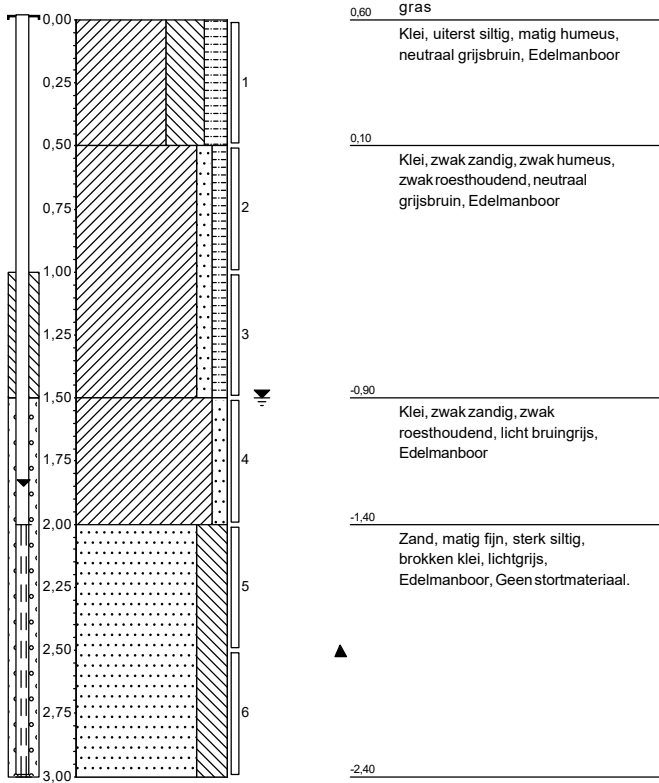 gras
0,00
0,60
Klei, uiterst siltig, matig humeus,
neutraal grijsbruin, Edelmanboor
0,25
1
0,50
0,10
Klei, zwak zandig, zwak humeus,
zwak roesthoudend, neutraal
grijsbruin, Edelmanboor
0,75
2
1,00
1,25
3
1,50
-0,90
Klei, zwak zandig, zwak
roesthoudend, licht bruingrijs,
Edelmanboor
1,75
4
2,00
-1,40
Zand, matig fijn, sterk siltig,
brokken klei, lichtgrijs,
Edelmanboor, Geen stortmateriaal.
2,25
5
2,50
2,75
6
3,00
-2,40